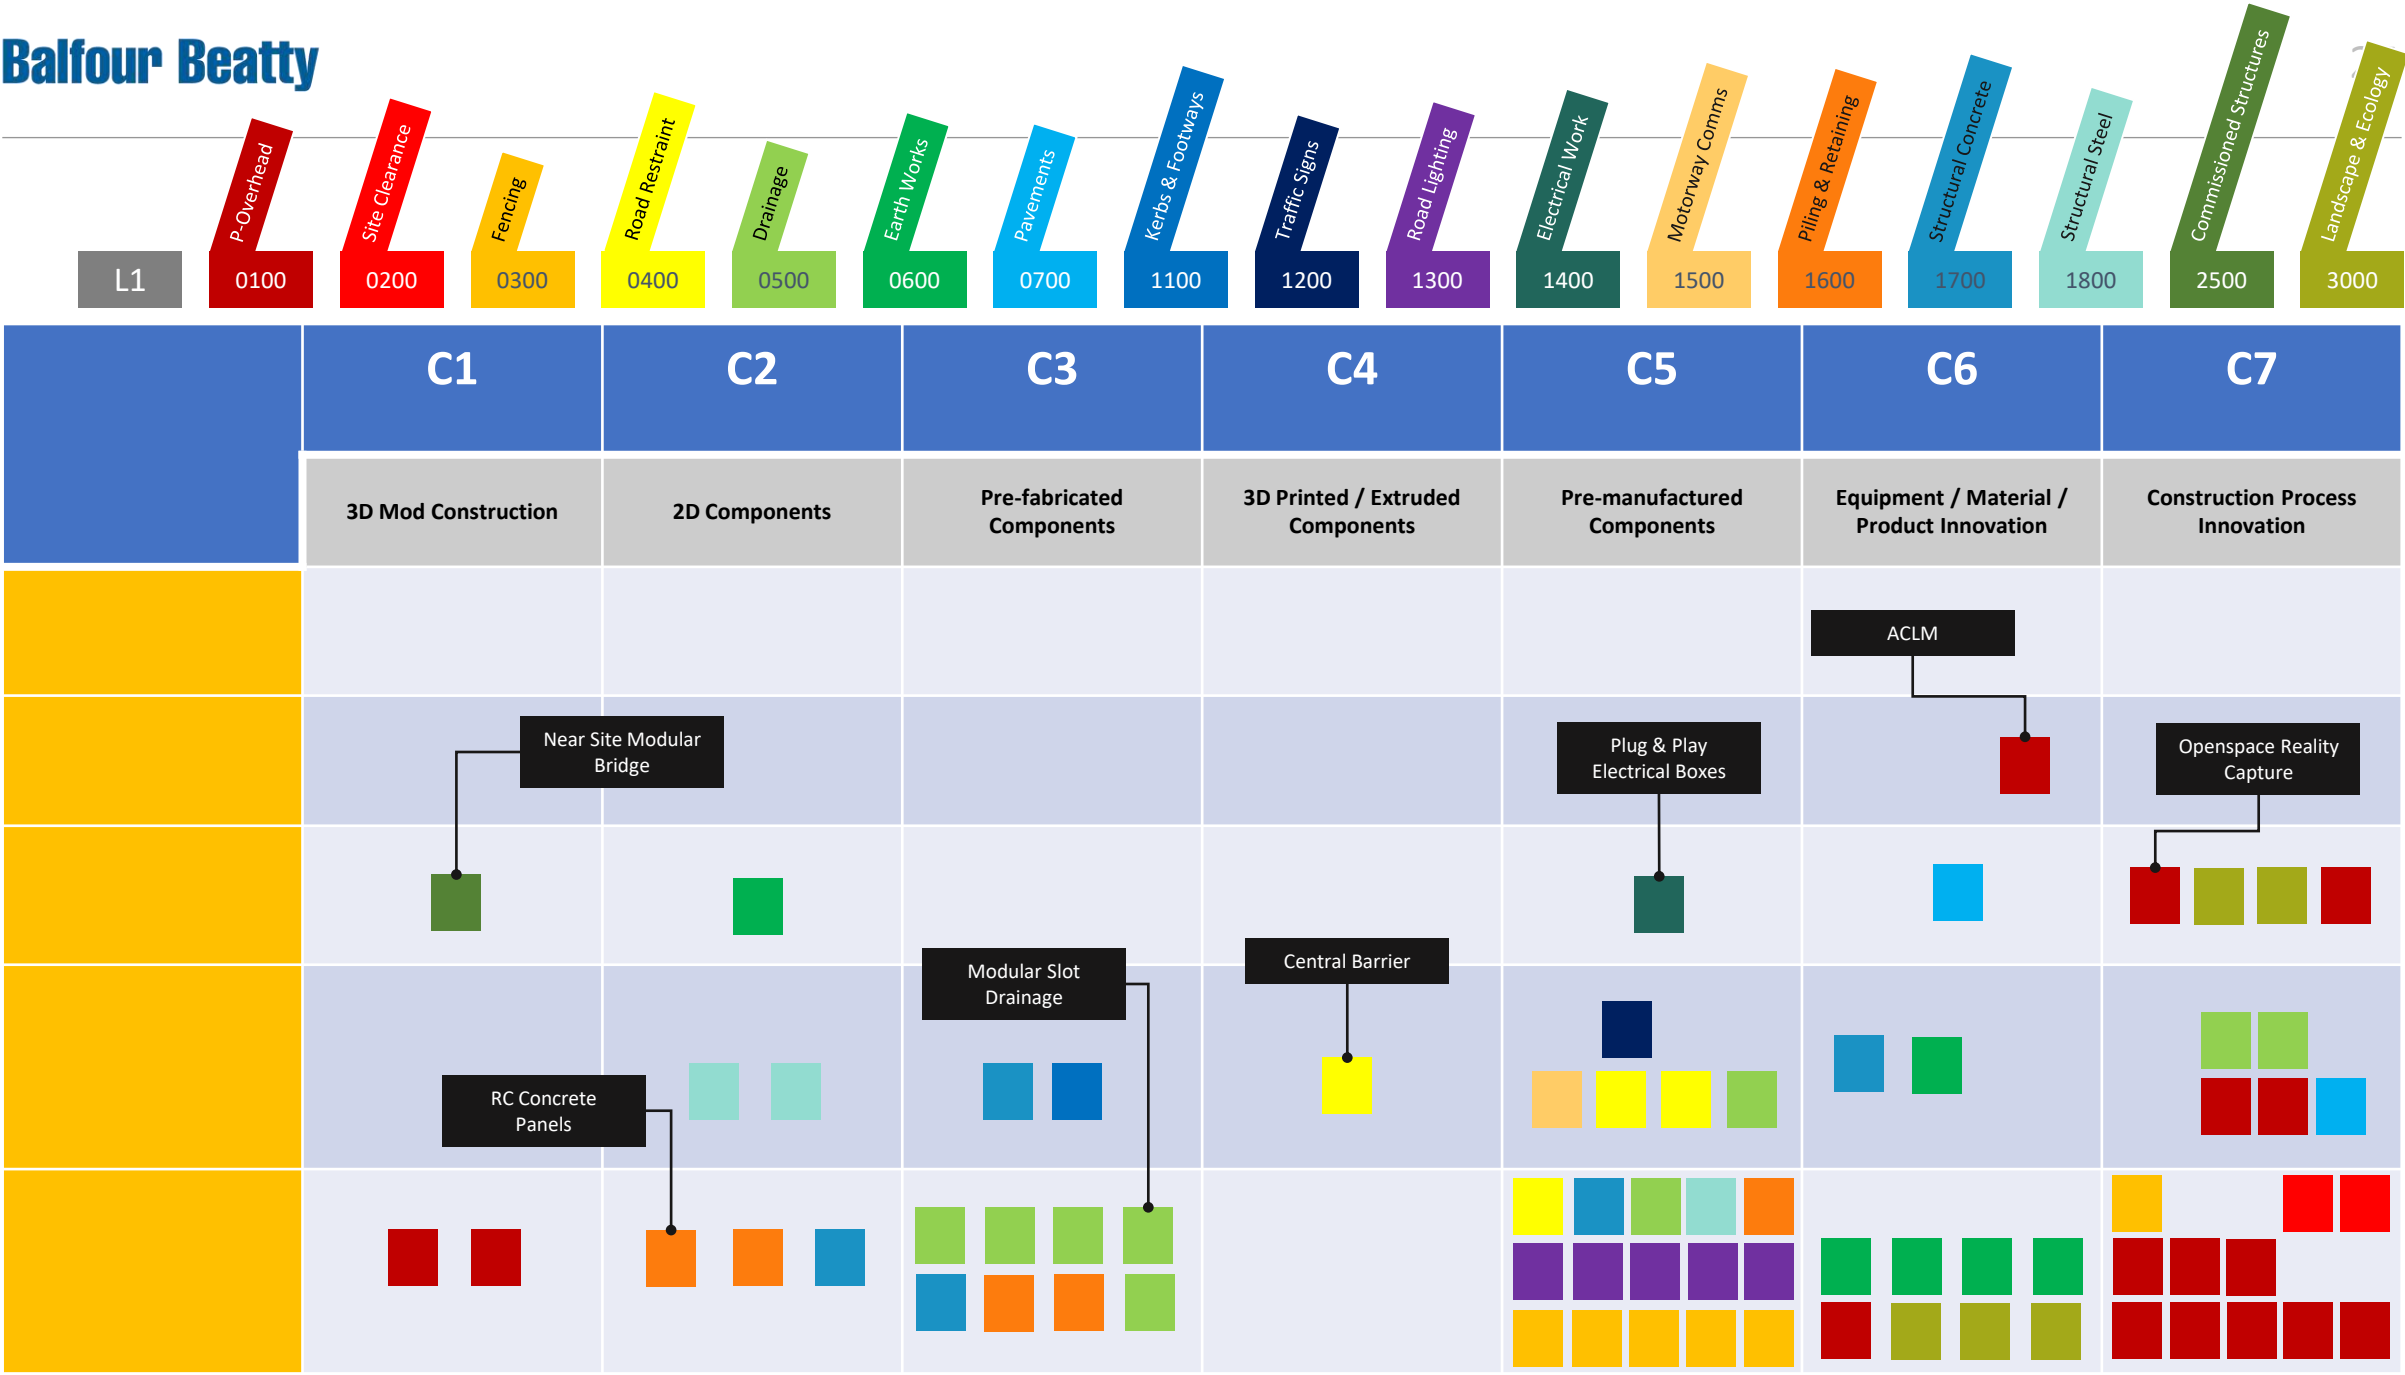 Balfour Beatty
P-Overhead
Site Clearance
Fencing
Road Restraint
Drainage
Earth Works
Pavements
Kerbs & Footways
Traffic Signs
Road Lighting
Electrical Work
Motorway Comms
Piling & Retaining
Structural Concrete
Structural Steel
Commissioned Structures
Landscape & Ecology
L1
0100
0200
0300
0400
0500
0600
0700
1100
1200
1300
1400
1500
1600
1700
1800
2500
3000
C1
C2
C3
C4
C5
C6
C7
3D Mod Construction
2D Components
Pre-fabricated
Components
3D Printed / Extruded
Components
Pre-manufactured
Components
Equipment / Material /
Product Innovation
Construction Process
Innovation
ACLM
Near Site Modular
Bridge
Plug & Play
Electrical Boxes
Openspace Reality
Capture
Modular Slot
Drainage
Central Barrier
RC Concrete
Panels